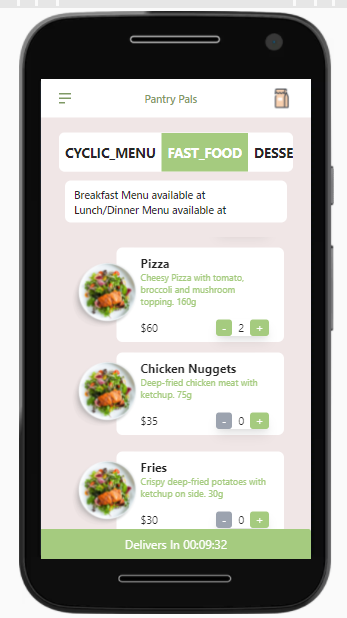 Pantry Pals
CYCLIC_MENU FAST_FOOD DESSE
Breakfast Menu available at
Lunch/Dinner Menu available at
Pizza
Cheesy Pizza with tomato,
broccoli and mushroom
topping. 160g
$60 - 2 +
Chicken Nuggets
Deep-fried chicken meat with
ketchup. 75g
$35 - 0 +
Fries
Crispy deep-fried potatoes with
ketchup on side. 30g
$30 - 0 +
Delivers In 00:09:32